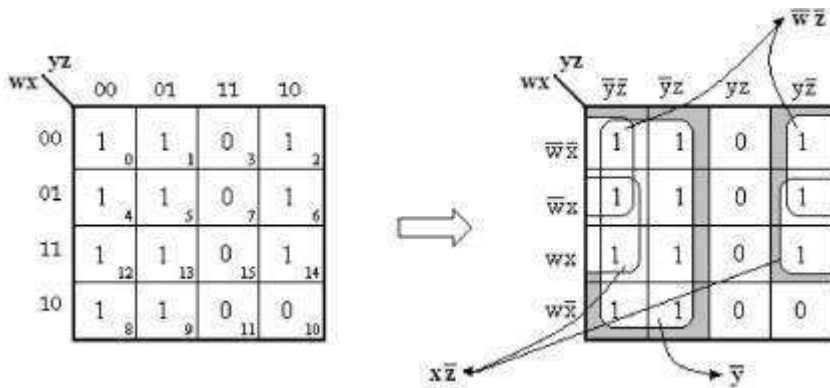 w̅ z̅
yz yz
wx 00 01 11 10 wx y̅z̅ y̅z yz yz̅
00 1 0 1 1 0 3 1 2 w̅x̅ 1 1 0 1
01 1 4 1 5 0 7 1 6 w̅x 1 1 0 1
11 1 12 1 13 0 15 1 14 wx 1 1 0 1
10 1 8 1 9 0 11 0 10 wx̅ 1 1 0 0
xz̅ y̅